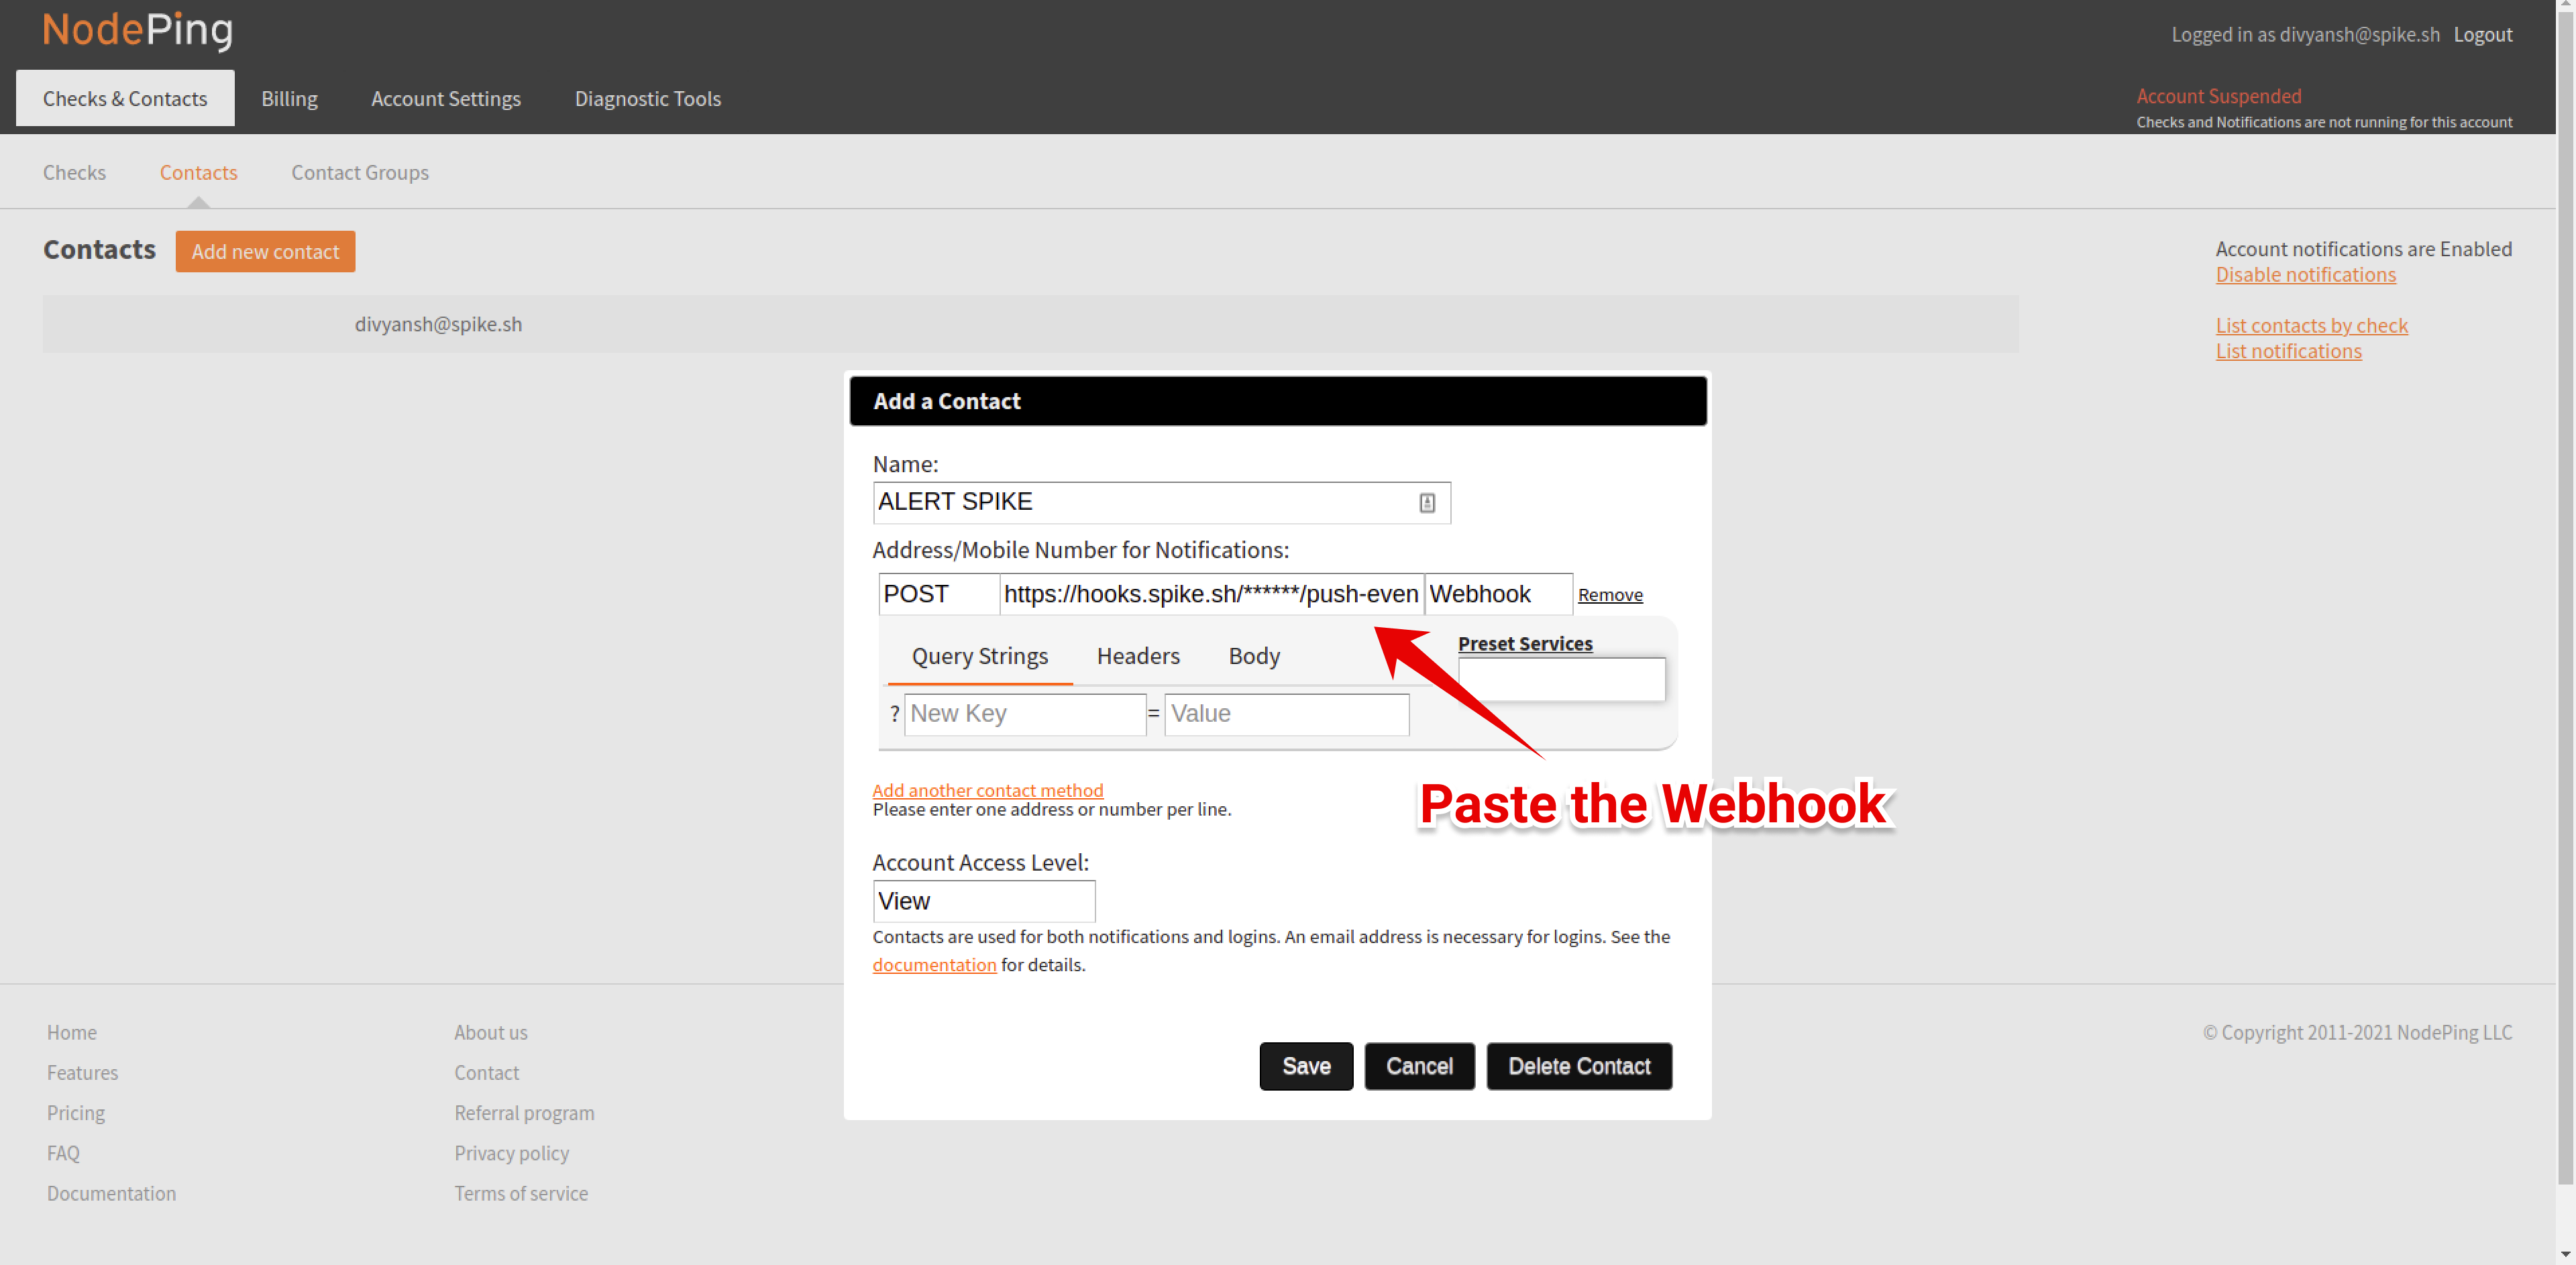 NodePing
Logged in as divyansh@spike.sh Logout
Checks & Contacts Billing Account Settings Diagnostic Tools
Account Suspended
Checks and Notifications are not running for this account
Checks Contacts Contact Groups
Contacts Add new contact
Account notifications are Enabled
Disable notifications
divyansh@spike.sh
List contacts by check
List notifications
Add a Contact
Name:
ALERT SPIKE
Address/Mobile Number for Notifications:
POST https://hooks.spike.sh/******/push-even Webhook Remove
Query Strings Headers Body
Preset Services
? New Key = Value
Paste the Webhook
Add another contact method
Please enter one address or number per line.
Account Access Level:
View
Contacts are used for both notifications and logins. An email address is necessary for logins. See the
documentation for details.
Save Cancel Delete Contact
Home About us © Copyright 2011-2021 NodePing LLC
Features Contact
Pricing Referral program
FAQ Privacy policy
Documentation Terms of service